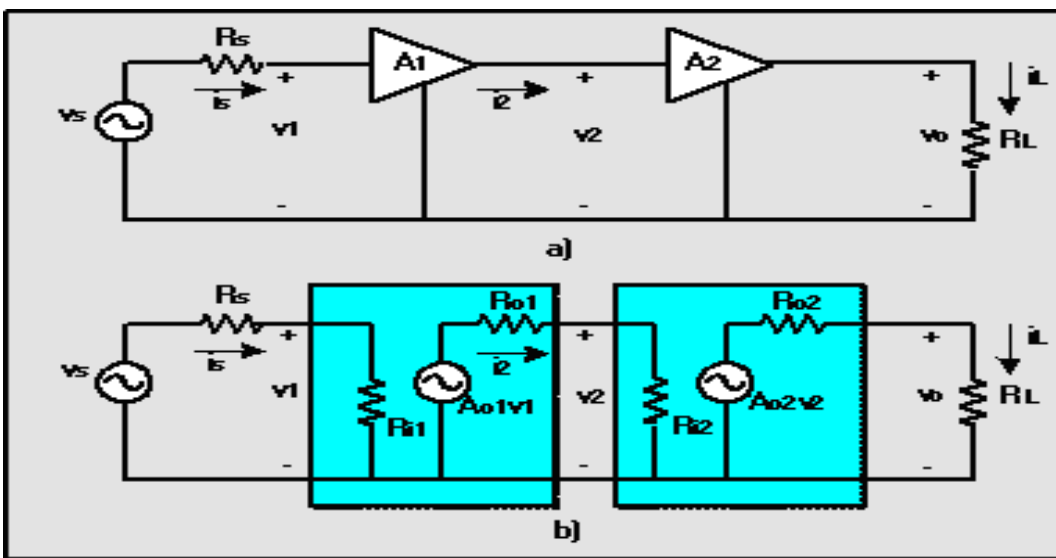 Rs
A1
A2
+
+
+
iL
vs
is
i2
v1
v2
vo
RL
-
-
-
a)
Rs
Ro1
Ro2
+
+
+
iL
vs
is
i2
v1
Ao1v1
v2
Ao2v2
vo
RL
Ri1
Ri2
-
-
-
b)